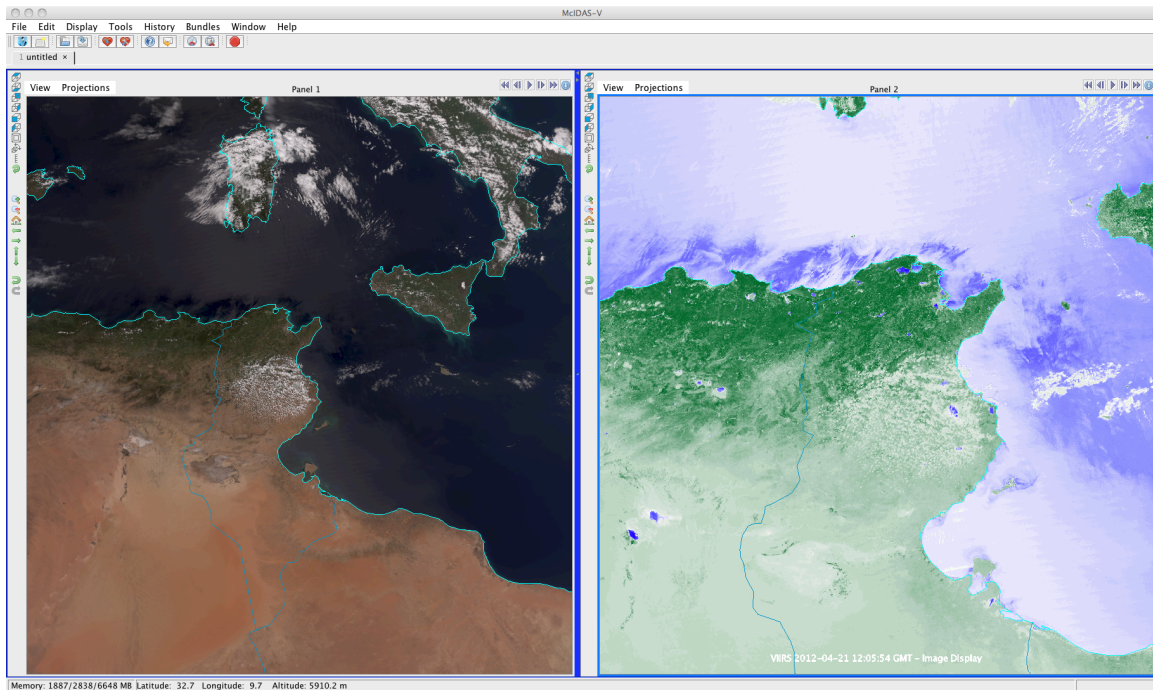 McIDAS-V
File Edit Display Tools History Bundles Window Help
1 untitled ×
View Projections
Panel 1
View Projections
Panel 2
VIIRS 2012-04-21 12:05:54 GMT - Image Display
Memory: 1887/2838/6648 MB Latitude: 32.7 Longitude: 9.7 Altitude: 5910.2 m